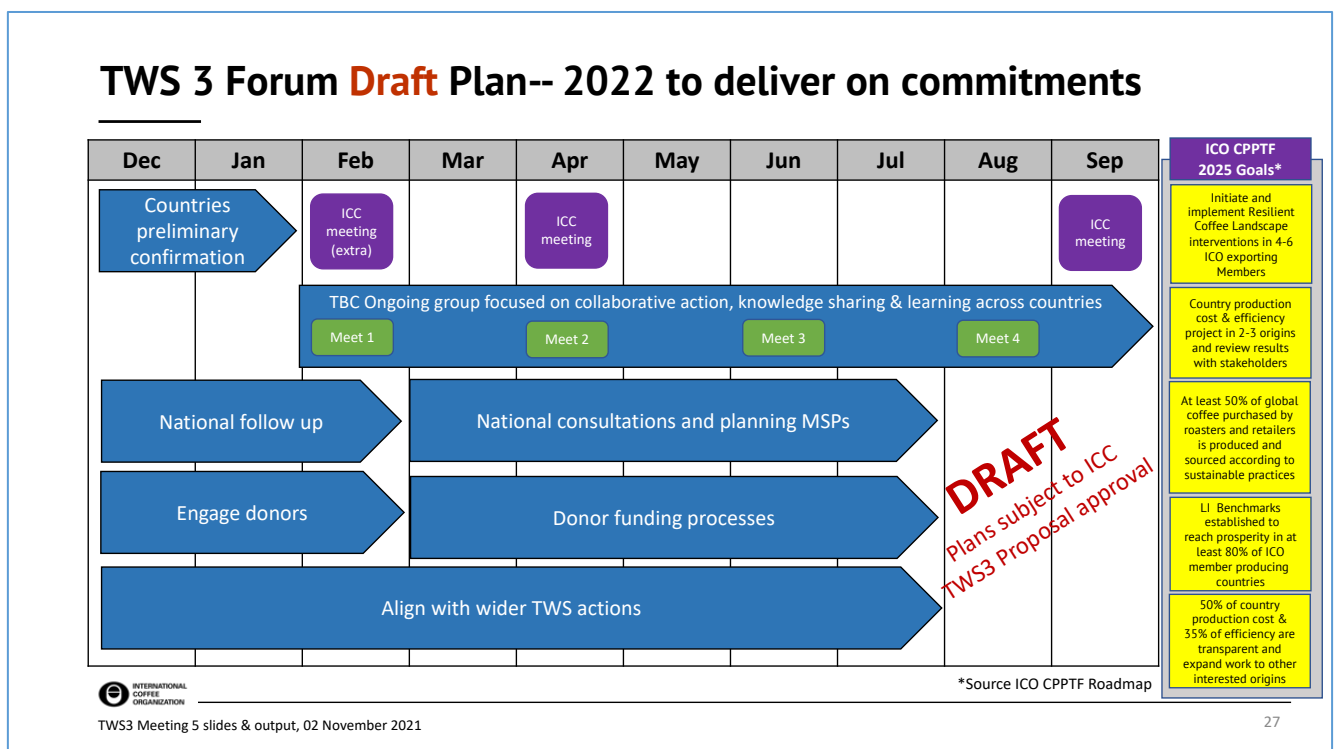 TWS 3 Forum Draft Plan-- 2022 to deliver on commitments
Dec Jan Feb Mar Apr May Jun Jul Aug Sep
Countries
preliminary
confirmation
ICC
meeting
(extra)
ICC
meeting
ICC
meeting
TBC Ongoing group focused on collaborative action, knowledge sharing & learning across countries
Meet 1
Meet 2
Meet 3
Meet 4
National follow up
National consultations and planning MSPs
Engage donors
Donor funding processes
Align with wider TWS actions
DRAFT
Plans subject to ICC
TWS3 Proposal approval
ICO CPPTF
2025 Goals*
Initiate and
implement Resilient
Coffee Landscape
interventions in 4-6
ICO exporting
Members
Country production
cost & efficiency
project in 2-3 origins
and review results
with stakeholders
At least 50% of global
coffee purchased by
roasters and retailers
is produced and
sourced according to
sustainable practices
LI Benchmarks
established to
reach prosperity in at
least 80% of ICO
member producing
countries
50% of country
production cost &
35% of efficiency are
transparent and
expand work to other
interested origins
*Source ICO CPPTF Roadmap
INTERNATIONAL
COFFEE
ORGANIZATION
TWS3 Meeting 5 slides & output, 02 November 2021
27